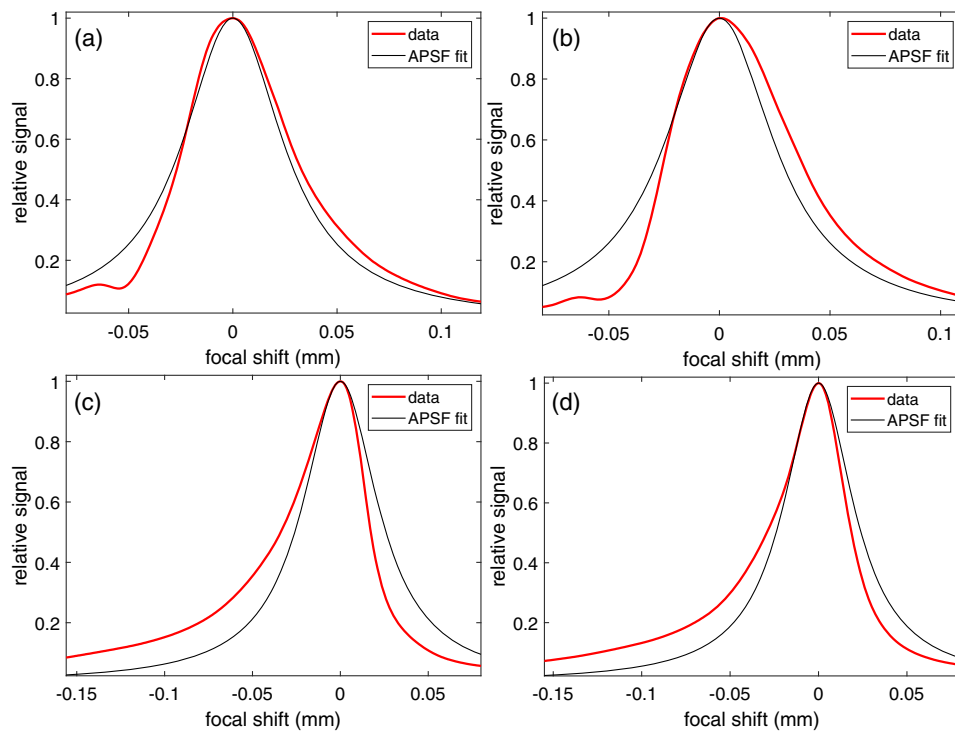 (a)
data
APSF fit
1
0.8
0.6
0.4
0.2
relative signal
-0.05 0 0.05 0.1
focal shift (mm)
(b)
data
APSF fit
1
0.8
0.6
0.4
0.2
relative signal
-0.05 0 0.05 0.1
focal shift (mm)
(c)
data
APSF fit
1
0.8
0.6
0.4
0.2
relative signal
-0.15 -0.1 -0.05 0 0.05
focal shift (mm)
(d)
data
APSF fit
1
0.8
0.6
0.4
0.2
relative signal
-0.15 -0.1 -0.05 0 0.05
focal shift (mm)